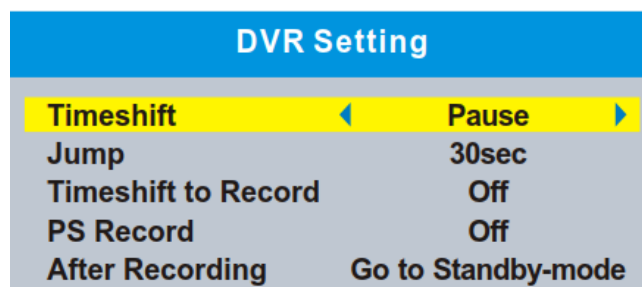 DVR Setting
Timeshift Pause
Jump 30sec
Timeshift to Record Off
PS Record Off
After Recording Go to Standby-mode